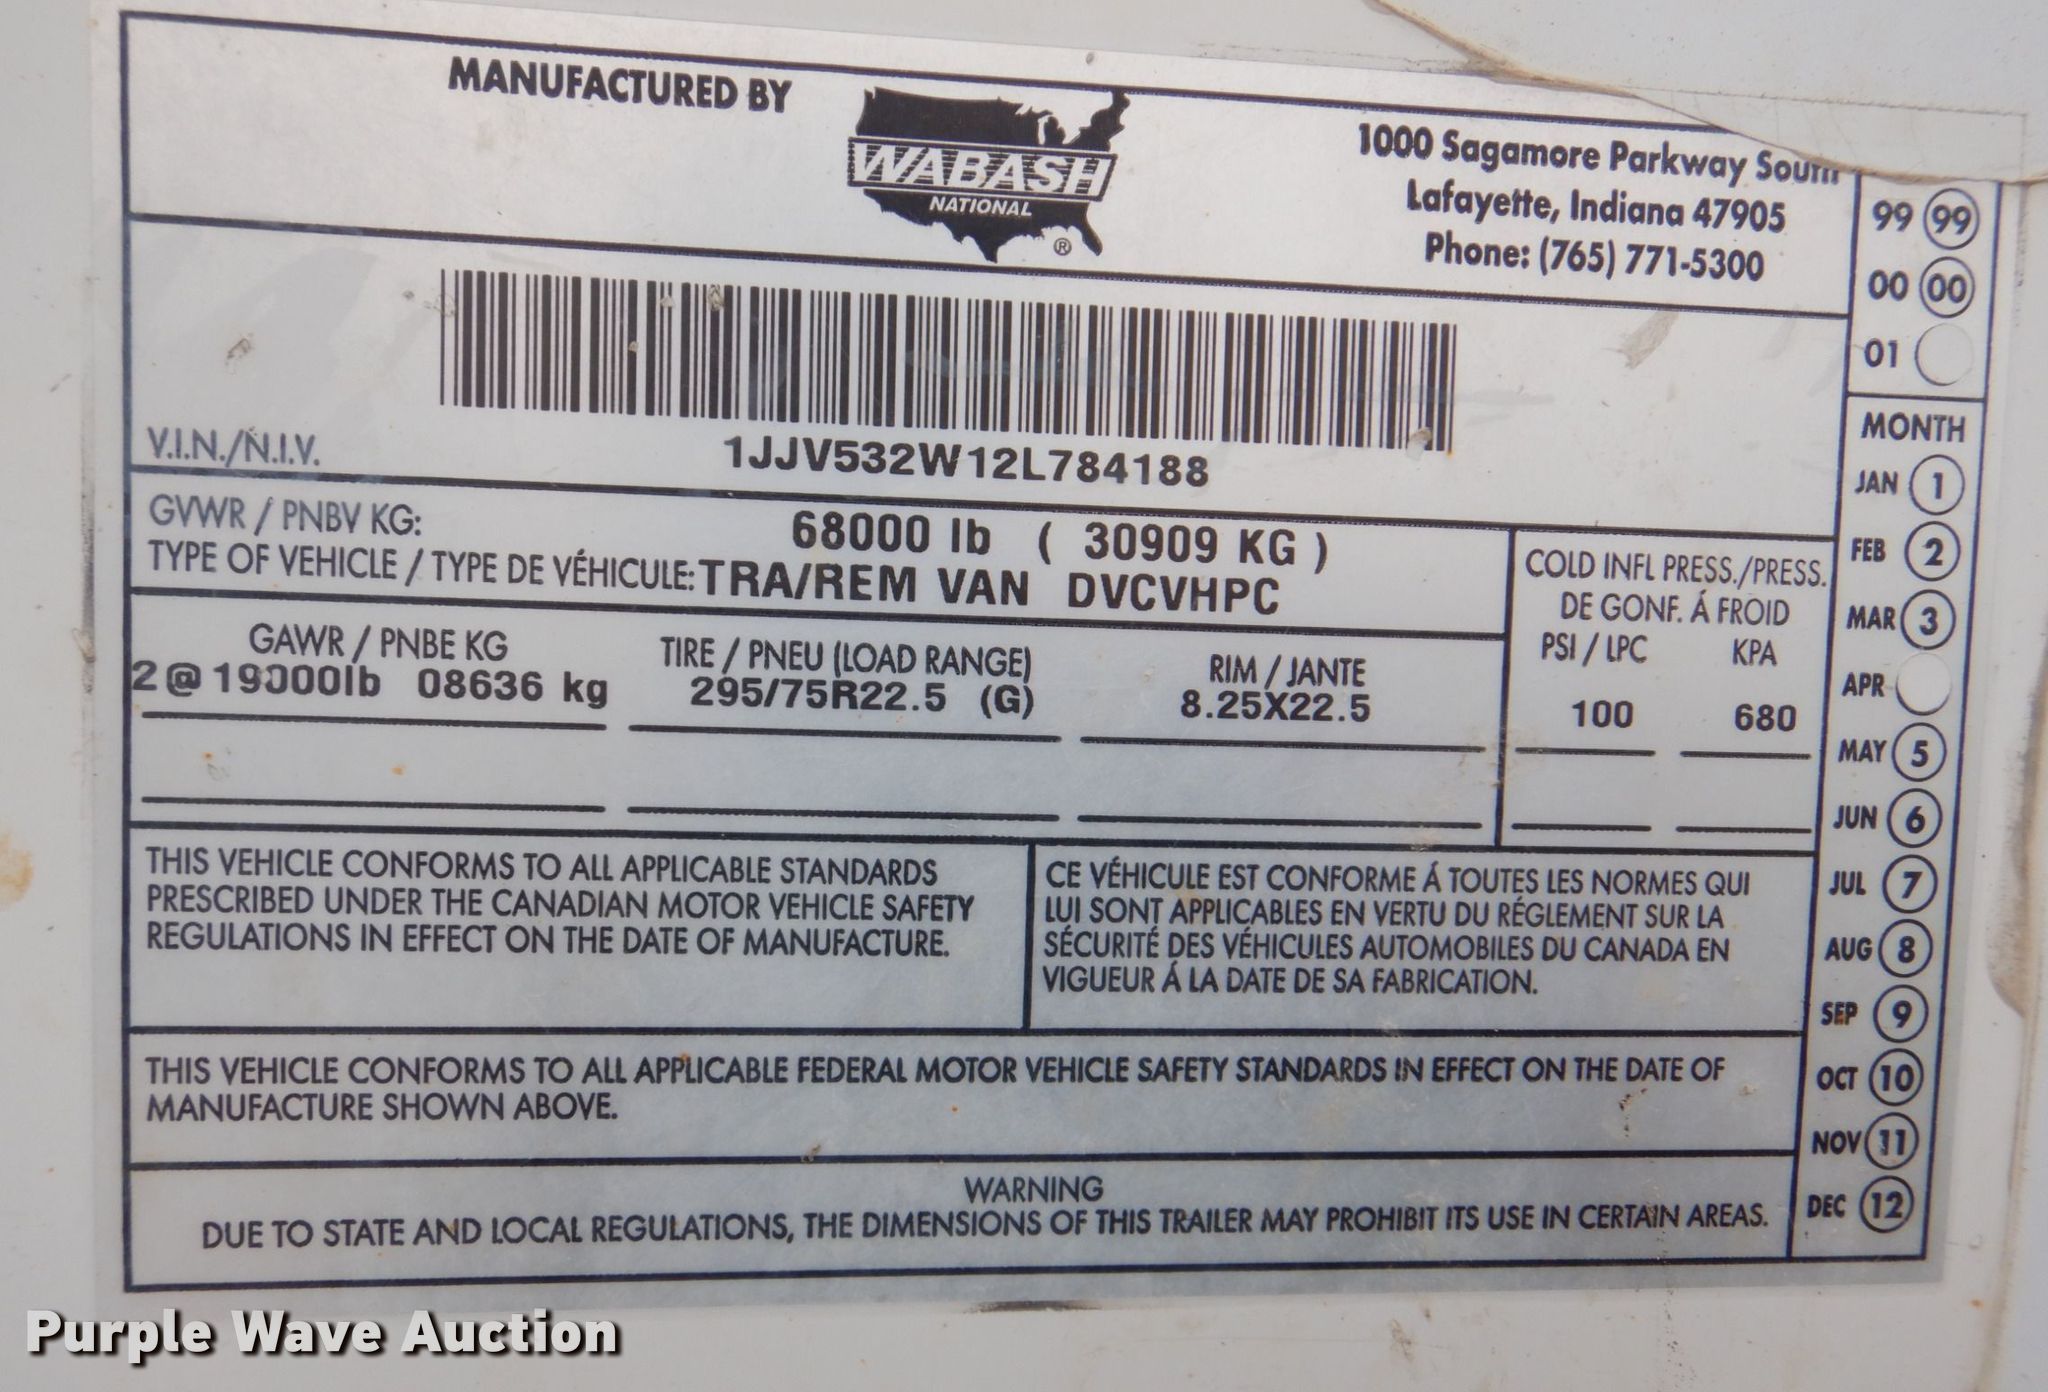 MANUFACTURED BY
WABASH
NATIONAL
®
1000 Sagamore Parkway South
Lafayette, Indiana 47905
Phone: (765) 771-5300
99 99
00 00
01
V.I.N./N.I.V.
1JJV532W12L784188
GVWR / PNBV KG: 68000 lb ( 30909 KG )
TYPE OF VEHICLE / TYPE DE VÉHICULE: TRA/REM VAN DVCVHPC
GAWR / PNBE KG
2@19000lb 08636 kg
TIRE / PNEU (LOAD RANGE)
295/75R22.5 (G)
RIM / JANTE
8.25X22.5
COLD INFL PRESS./PRESS.
DE GONF. Á FROID
PSI / LPC KPA
100 680
MONTH
JAN 1
FEB 2
MAR 3
APR
MAY 5
JUN 6
JUL 7
AUG 8
SEP 9
OCT 10
NOV 11
DEC 12
THIS VEHICLE CONFORMS TO ALL APPLICABLE STANDARDS
PRESCRIBED UNDER THE CANADIAN MOTOR VEHICLE SAFETY
REGULATIONS IN EFFECT ON THE DATE OF MANUFACTURE.
CE VÉHICULE EST CONFORME Á TOUTES LES NORMES QUI
LUI SONT APPLICABLES EN VERTU DU RÉGLEMENT SUR LA
SÉCURITÉ DES VÉHICULES AUTOMOBILES DU CANADA EN
VIGUEUR Á LA DATE DE SA FABRICATION.
THIS VEHICLE CONFORMS TO ALL APPLICABLE FEDERAL MOTOR VEHICLE SAFETY STANDARDS IN EFFECT ON THE DATE OF
MANUFACTURE SHOWN ABOVE.
WARNING
DUE TO STATE AND LOCAL REGULATIONS, THE DIMENSIONS OF THIS TRAILER MAY PROHIBIT ITS USE IN CERTAIN AREAS.
Purple Wave Auction